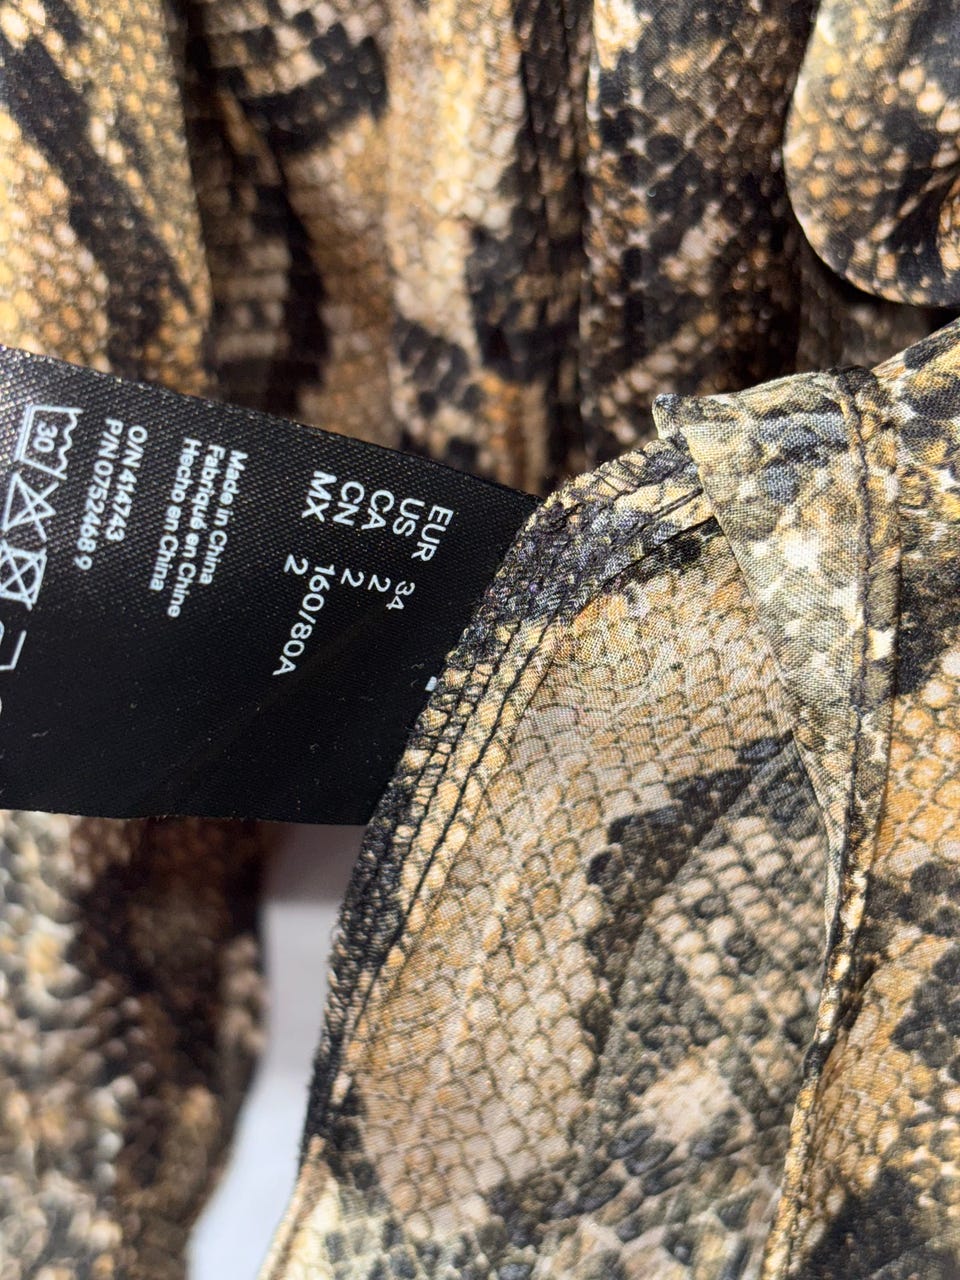 EUR 34
US 2
CA 2
CN 160/80A
MX 2
Made in China
Fabriqué en Chine
Hecho en China
O/N 414743
P/N 0752468 9
30